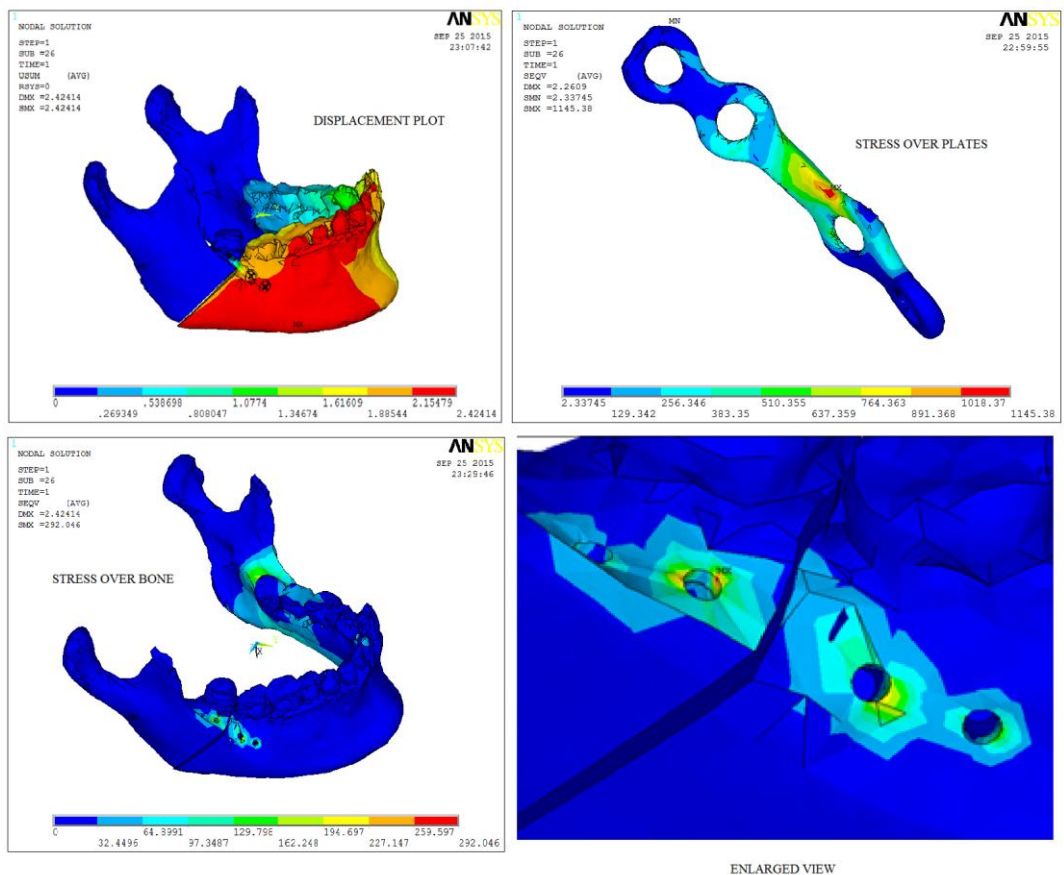 1
NODAL SOLUTION
STEP=1
SUB =26
TIME=1
USUM (AVG)
RSYS=0
DMX =2.42414
SMX =2.42414
ANSYS
SEP 25 2015
23:07:42
DISPLACEMENT PLOT
MX
0 .538698 1.0774 1.61609 2.15479
.269349 .808047 1.34674 1.88544 2.42414
1
NODAL SOLUTION
STEP=1
SUB =26
TIME=1
SEQV (AVG)
DMX =2.2609
SMN =2.33745
SMX =1145.38
MN
ANSYS
SEP 25 2015
22:59:55
STRESS OVER PLATES
MX
2.33745 256.346 510.355 764.363 1018.37
129.342 383.35 637.359 891.368 1145.38
1
NODAL SOLUTION
STEP=1
SUB =26
TIME=1
SEQV (AVG)
DMX =2.42414
SMX =292.046
ANSYS
SEP 25 2015
23:29:46
STRESS OVER BONE
X
0 64.8991 129.798 194.697 259.597
32.4496 97.3487 162.248 227.147 292.046
MX
ENLARGED VIEW